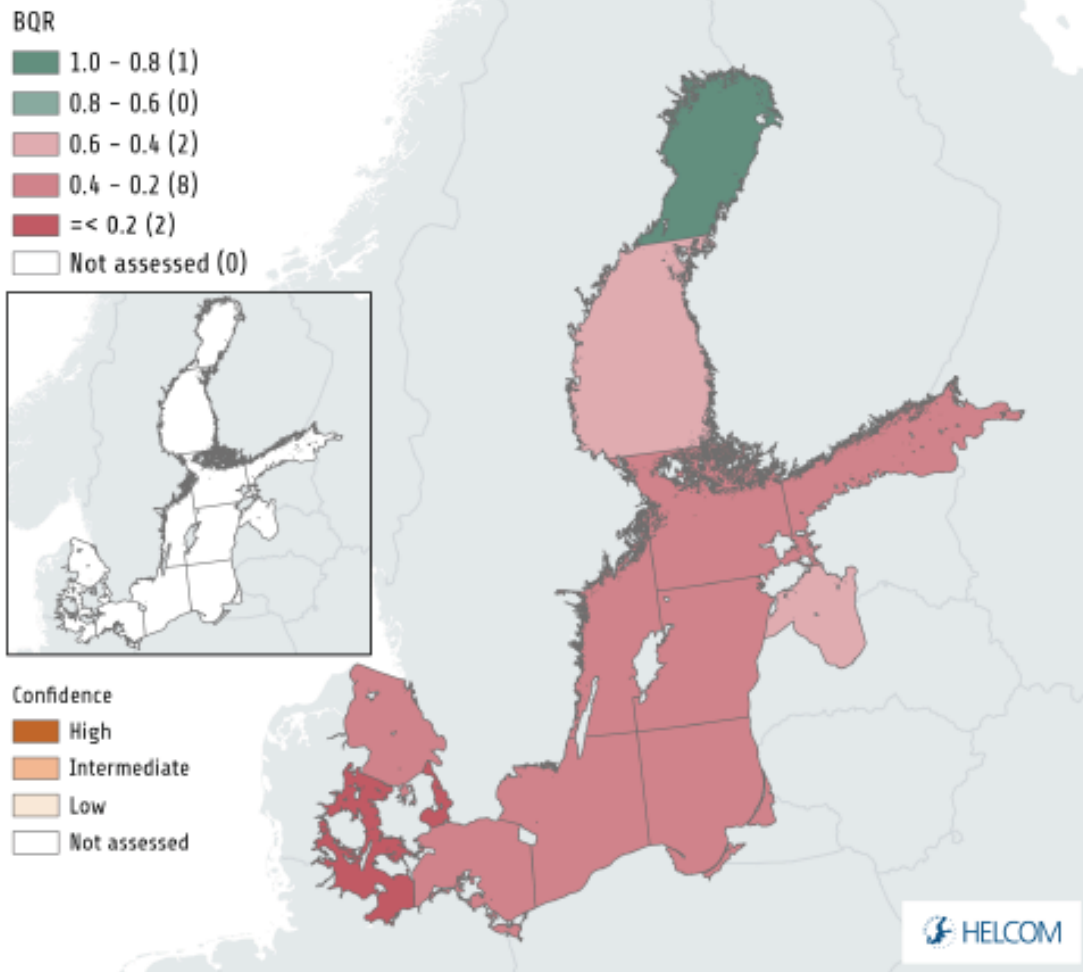 BQR
1.0 - 0.8 (1)
0.8 - 0.6 (0)
0.6 - 0.4 (2)
0.4 - 0.2 (8)
=< 0.2 (2)
Not assessed (0)
Confidence
High
Intermediate
Low
Not assessed
HELCOM